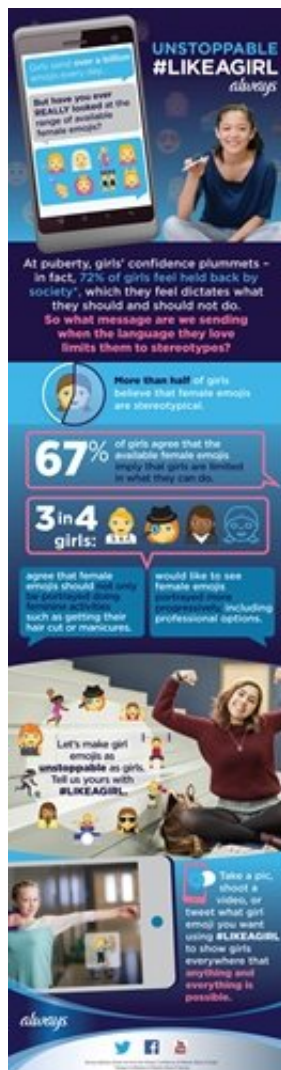 UNSTOPPABLE
#LIKEAGIRL
always
Girls send over a billion
emojis every day.
But have you ever
REALLY looked at the
range of available
female emojis?
At puberty, girls' confidence plummets –
in fact, 72% of girls feel held back by
society*, which they feel dictates what
they should and should not do.
So what message are we sending
when the language they love
limits them to stereotypes?
More than half of girls
believe that female emojis
are stereotypical.
67%
of girls agree that the
available female emojis
imply that girls are limited
in what they can do.
3 in 4
girls:
agree that female
emojis should not only
be portrayed doing
feminine activities
such as getting their
hair cut or manicures.
would like to see
female emojis
portrayed more
progressively, including
professional options.
Let's make girl
emojis as
unstoppable as girls.
Tell us yours with
#LIKEAGIRL.
Take a pic,
shoot a
video, or
tweet what girl
emoji you want
using #LIKEAGIRL
to show girls
everywhere that
anything and
everything is
possible.
always